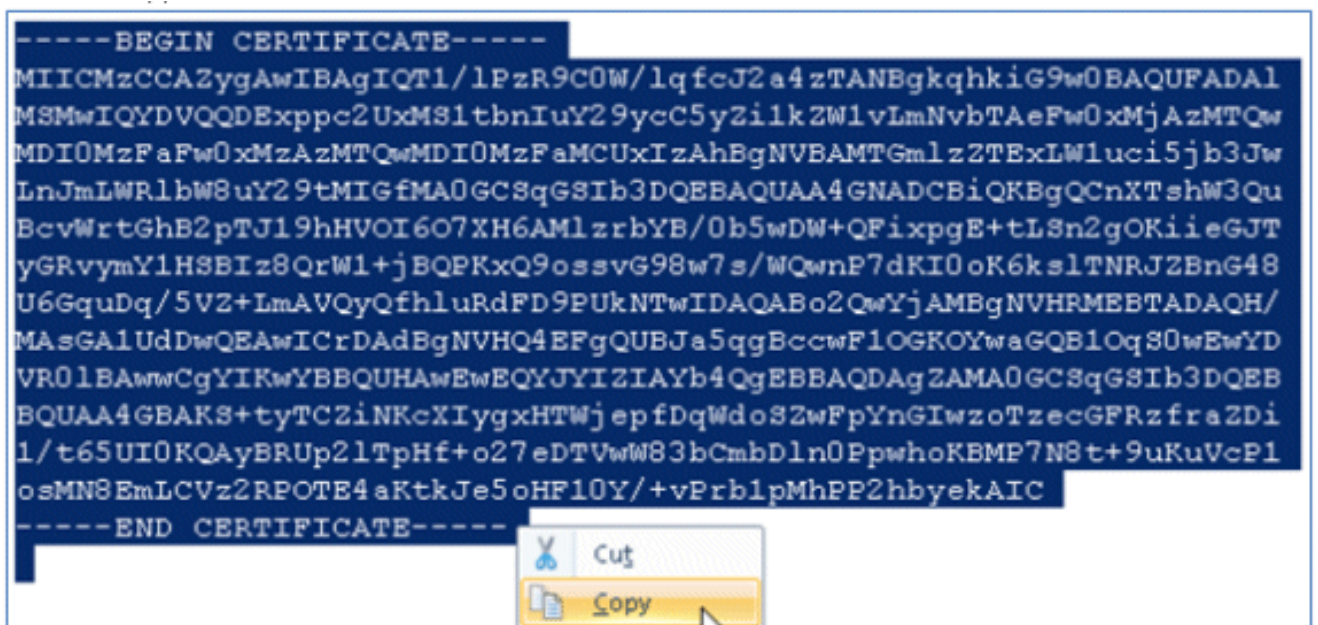 -----BEGIN CERTIFICATE-----
MIICMzCCAZygAwIBAgIQT1/lPzR9C0W/lqfcJ2a4zTANBgkqhkiG9w0BAQUFADAl
MSMwIQYDVQQDExppc2UxMS1tbnIuY29ycC5yZi1kZW1vLmNvbTAeFw0xMjAzMTQw
MDI0MzFaFw0xMzAzMTQwMDI0MzFaMCUxIzAhBgNVBAMTGmlzZTExLW1uci5jb3Jw
LnJmLWRlbW8uY29tMIGfMA0GCSqGSIb3DQEBAQUAA4GNADCBiQKBgQCnXTshW3Qu
BcvWrtGhB2pTJ19hHVOI6O7XH6AMlzrbYB/0b5wDW+QFixpgE+tLSn2gOKiieGJT
yGRvymY1HSBIz8QrW1+jBQPKxQ9ossvG98w7s/WQwnP7dKI0oK6kslTNRJZBnG48
U6GquDq/5VZ+LmAVQyQfhluRdFD9PUkNTwIDAQABo2QwYjAMBgNVHRMEBTADAQH/
MAsGA1UdDwQEAwICrDAdBgNVHQ4EFgQUBJa5qgBccwF1OGKOYwaGQB1OqS0wEwYD
VR0lBAwwCgYIKwYBBQUHAwEwEQYJYIZIAYb4QgEBBAQDAgZAMA0GCSqGSIb3DQEB
BQUAA4GBAKS+tyTCZiNKcXIygxHTWjepfDqWdoSZwFpYnGIwzoTzecGFRzfraZDi
1/t65UI0KQAyBRUp2lTpHf+o27eDTVwW83bCmbDln0PpwhoKBMP7N8t+9uKuVcP1
osMN8EmLCVz2RPOTE4aKtkJe5oHF10Y/+vPrb1pMhPP2hbyekAIC
-----END CERTIFICATE-----
Cut
Copy